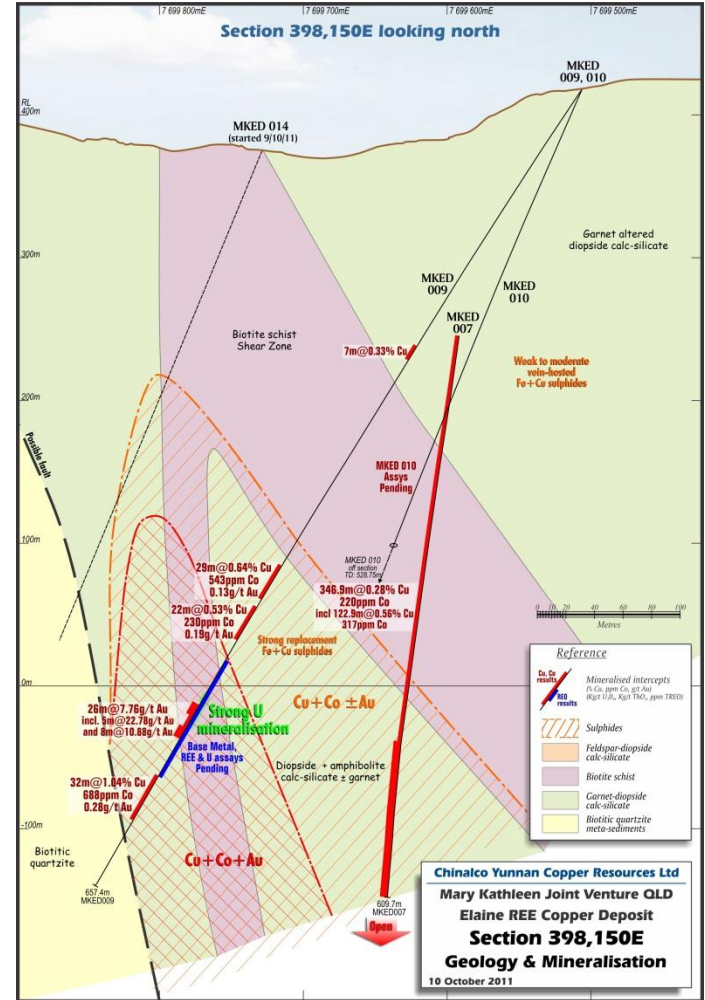 7 699 800mE
7 699 700mE
7 699 600mE
7 699 500mE
Section 398,150E looking north
MKED
009, 010
RL
400m
MKED 014
(started 9/10/11)
Garnet altered
diopside calc-silicate
300m
MKED
009
MKED
010
MKED
007
Biotite schist
Shear Zone
7m@0.33% Cu
Weak to moderate
vein-hosted
Fe+Cu sulphides
200m
Possible fault
MKED 010
Assys
Pending
100m
MKED 010
off section
TD: 528.75m
29m@0.64% Cu
543ppm Co
0.13g/t Au
346.9m@0.28% Cu
220ppm Co
incl 122.9m@0.56% Cu
317ppm Co
22m@0.53% Cu
230ppm Co
0.19g/t Au
Strong replacement
Fe+Cu sulphides
0 10 20 30 40 50 60 80 100
Metres
0m
Cu+Co ±Au
26m@7.76g/t Au
incl. 5m@22.78g/t Au
and 8m@10.88g/t Au
Strong U
mineralisation
Base Metal,
REE & U assays
Pending
Diopside + amphibolite
calc-silicate ± garnet
32m@1.04% Cu
688ppm Co
0.28g/t Au
-100m
Biotitic
quartzite
Cu+Co+Au
657.4m
MKED009
609.7m
MKED007
Open
Reference
Cu, Co
results
REO
results
Mineralised intercepts
(% Cu, ppm Co, g/t Au)
Sulphides
Feldspar-diopside
calc-silicate
Biotite schist
Garnet-diopside
calc-silicate
Biotitic quartzite
meta-sediments
Chinalco Yunnan Copper Resources Ltd
Mary Kathleen Joint Venture QLD
Elaine REE Copper Deposit
Section 398,150E
Geology & Mineralisation
10 October 2011